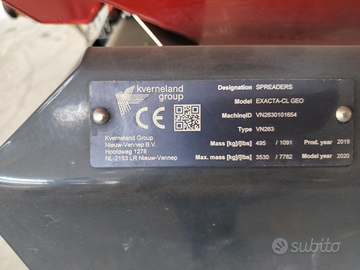 kverneland
group
CE
Kverneland Group
Nieuw-Vennep B.V.
Hoofdweg 1278
NL-2153 LR Nieuw-Vennep
Designation SPREADERS
Model EXACTA-CL GEO
MachineID VN2630101654
Type VN263
Mass [kg]/[lbs] 495 / 1091 Prod. year 2019
Max. mass [kg]/[lbs] 3530 / 7782 Model year 2020
subito